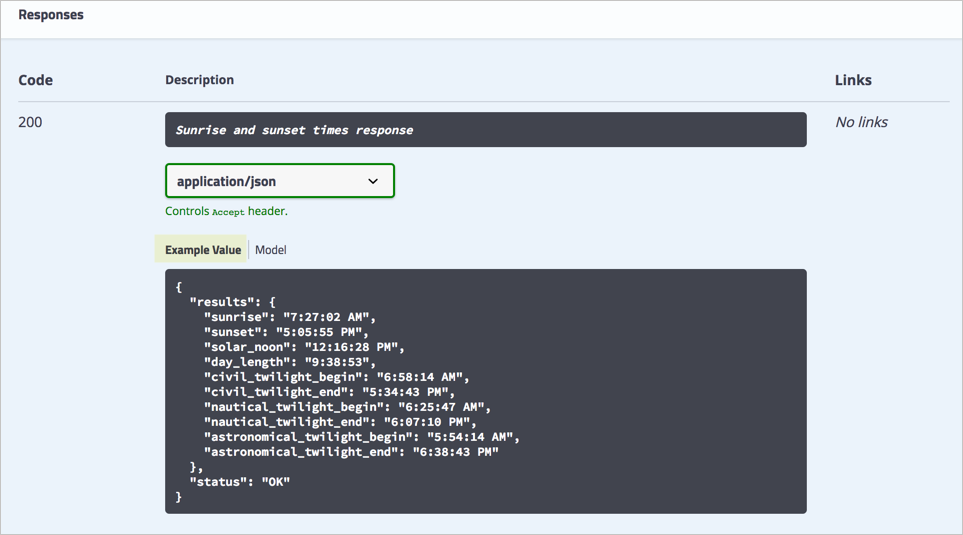 Responses
Code Description Links
200 Sunrise and sunset times response No links
application/json
Controls Accept header.
Example Value Model
{
  "results": {
    "sunrise": "7:27:02 AM",
    "sunset": "5:05:55 PM",
    "solar_noon": "12:16:28 PM",
    "day_length": "9:38:53",
    "civil_twilight_begin": "6:58:14 AM",
    "civil_twilight_end": "5:34:43 PM",
    "nautical_twilight_begin": "6:25:47 AM",
    "nautical_twilight_end": "6:07:10 PM",
    "astronomical_twilight_begin": "5:54:14 AM",
    "astronomical_twilight_end": "6:38:43 PM"
  },
  "status": "OK"
}